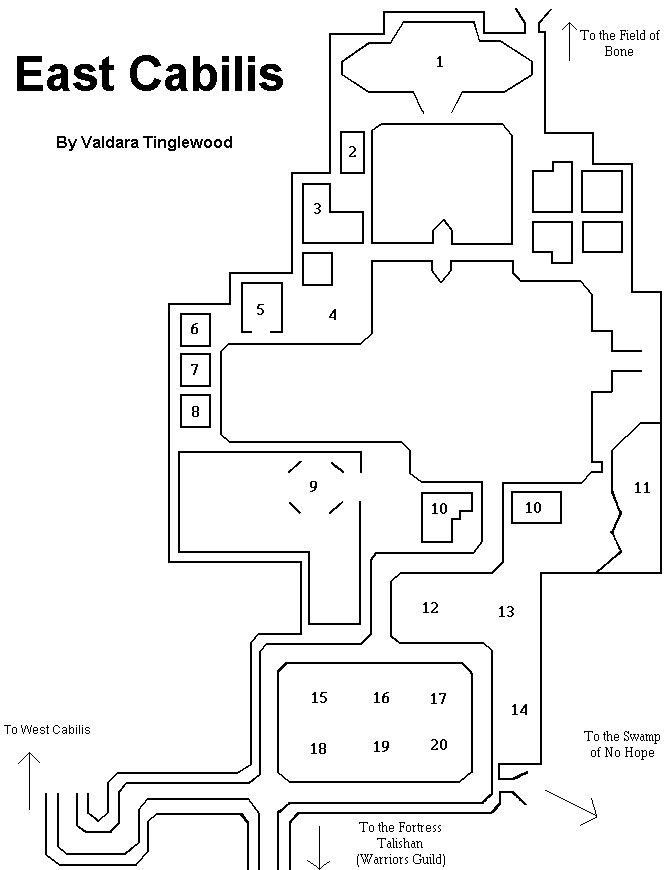 To the Field of
Bone
1
East Cabilis
By Valdara Tinglewood
2
3
5
4
6
7
8
9
11
10
10
12
13
15
16
17
14
18
19
20
To West Cabilis
To the Swamp
of No Hope
To the Fortress
Talishan
(Warriors Guild)